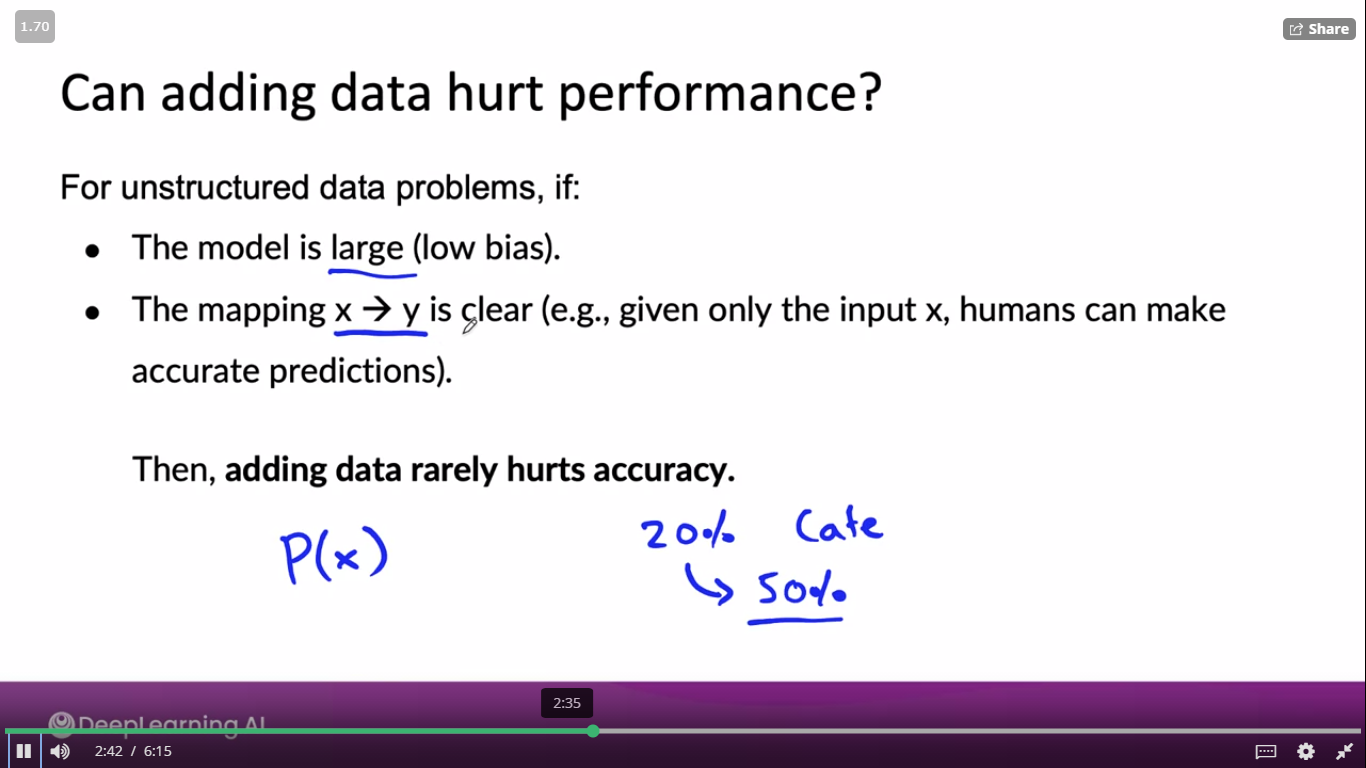 1.70
Share
Can adding data hurt performance?
For unstructured data problems, if:
● The model is large (low bias).
● The mapping x → y is clear (e.g., given only the input x, humans can make
accurate predictions).
Then, adding data rarely hurts accuracy.
P(x)
20% Cafe
↳ 50%
2:35
DeepLearning.AI
2:42 / 6:15